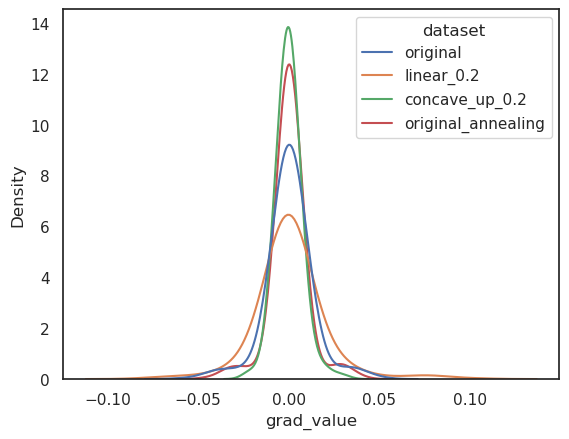 14
12
10
8
6
4
2
0
Density
dataset
original
linear_0.2
concave_up_0.2
original_annealing
−0.10
−0.05
0.00
0.05
0.10
grad_value